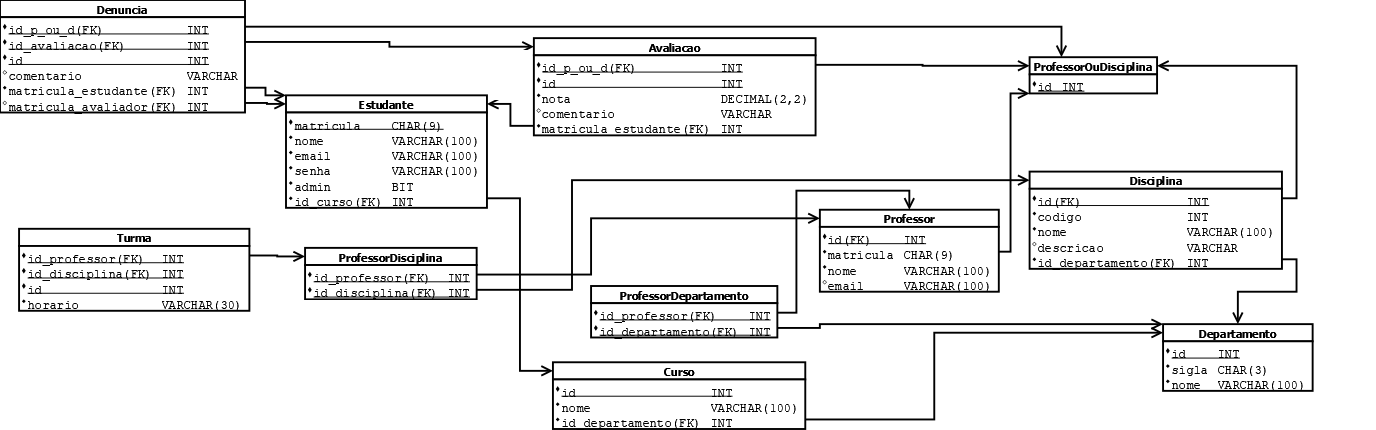 Denuncia
id_p_ou_d(FK) INT
id_avaliacao(FK) INT
id INT
comentario VARCHAR
matricula_estudante(FK) INT
matricula_avaliador(FK) INT
Avaliacao
id_p_ou_d(FK) INT
id INT
nota DECIMAL(2,2)
comentario VARCHAR
matricula_estudante(FK) INT
ProfessorOuDisciplina
id INT
Estudante
matricula CHAR(9)
nome VARCHAR(100)
email VARCHAR(100)
senha VARCHAR(100)
admin BIT
id_curso(FK) INT
Disciplina
id(FK) INT
codigo INT
nome VARCHAR(100)
descricao VARCHAR
id_departamento(FK) INT
Professor
id(FK) INT
matricula CHAR(9)
nome VARCHAR(100)
email VARCHAR(100)
Turma
id_professor(FK) INT
id_disciplina(FK) INT
id INT
horario VARCHAR(30)
ProfessorDisciplina
id_professor(FK) INT
id_disciplina(FK) INT
ProfessorDepartamento
id_professor(FK) INT
id_departamento(FK) INT
Departamento
id INT
sigla CHAR(3)
nome VARCHAR(100)
Curso
id INT
nome VARCHAR(100)
id_departamento(FK) INT